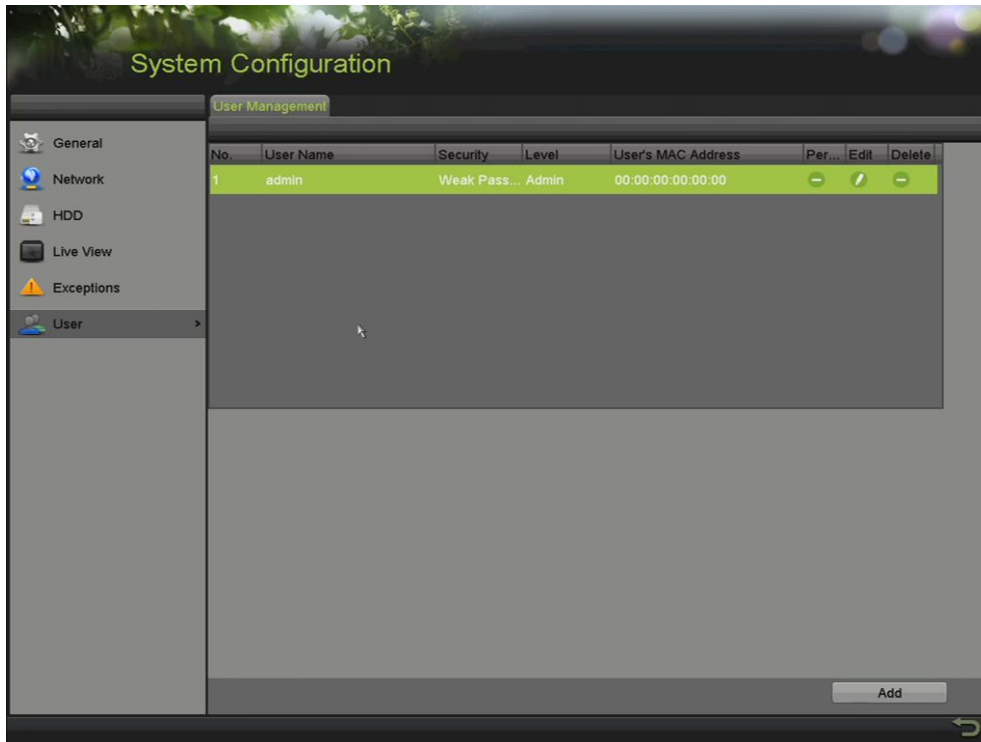 System Configuration
User Management
General
Network
HDD
Live View
Exceptions
User
No. User Name Security Level User's MAC Address Per... Edit Delete
1 admin Weak Pass... Admin 00:00:00:00:00:00
Add